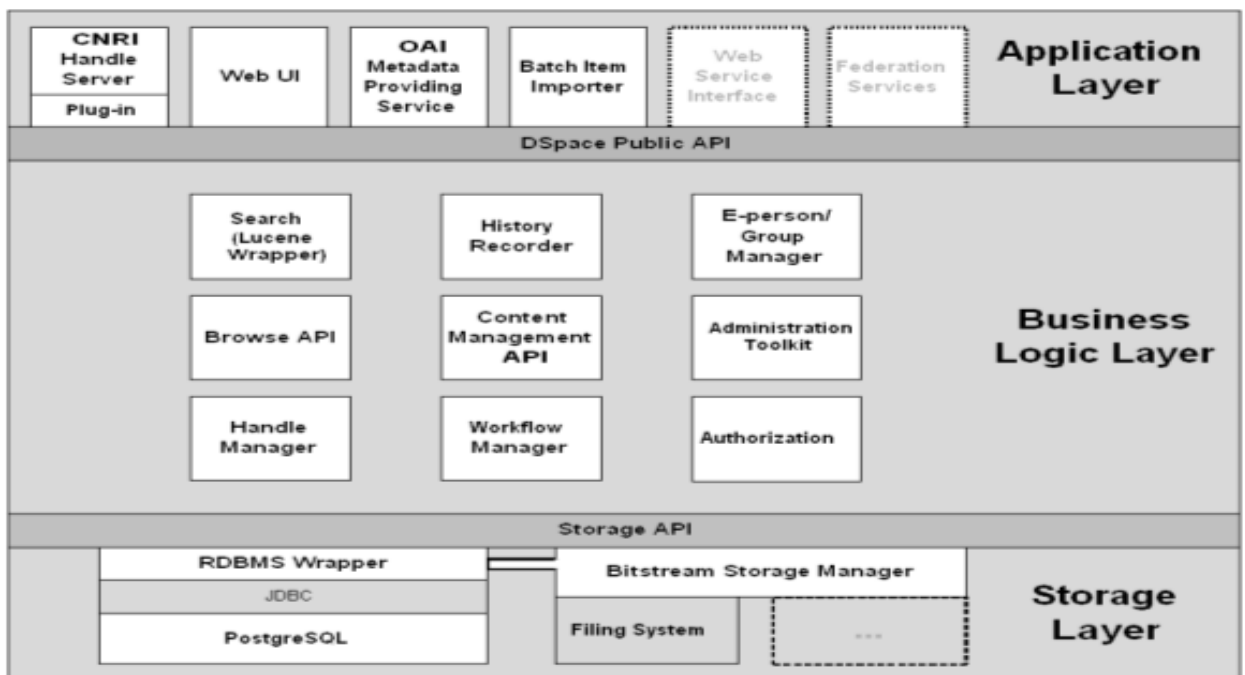 CNRI
Handle
Server
Plug-in
Web UI
OAI
Metadata
Providing
Service
Batch Item
Importer
Web
Service
Interface
Federation
Services
Application
Layer
DSpace Public API
Search
(Lucene
Wrapper)
History
Recorder
E-person/
Group
Manager
Browse API
Content
Management
API
Administration
Toolkit
Business
Logic Layer
Handle
Manager
Workflow
Manager
Authorization
Storage API
RDBMS Wrapper
JDBC
PostgreSQL
Bitstream Storage Manager
Filing System
...
Storage
Layer